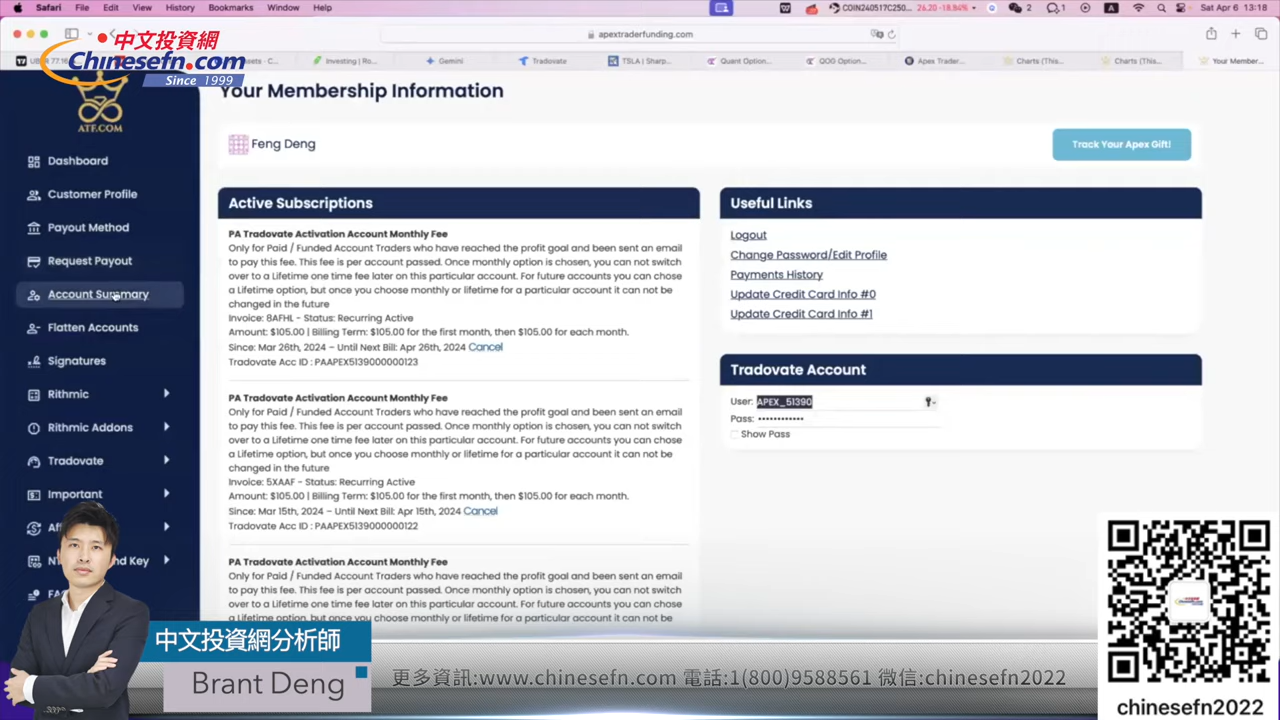 Safari File Edit View History Bookmarks Window Help
COIN240517C250... 26.20 -18.94% 2 1 A Sat Apr 6 13:18
中文投資網
Chinesefn.com
Since 1999
apextraderfunding.com
Investing | Ro... Gemini Tradovate TSLA | Sharp... Quant Option... QQQ Option... Apex Trader... Charts (This... Charts (This... Your Member...
ATF.COM
Your Membership Information
Feng Deng
Track Your Apex Gift!
Dashboard
Customer Profile
Payout Method
Request Payout
Account Summary
Flatten Accounts
Signatures
Rithmic
Rithmic Addons
Tradovate
Important
Active Subscriptions
PA Tradovate Activation Account Monthly Fee
Only for Paid / Funded Account Traders who have reached the profit goal and been sent an email
to pay this fee. This fee is per account passed. Once monthly option is chosen, you can not switch
over to a Lifetime one time fee later on this particular account. For future accounts you can chose
a Lifetime option, but once you choose monthly or lifetime for a particular account it can not be
changed in the future
Invoice: 8AFHL - Status: Recurring Active
Amount: $105.00 | Billing Term: $105.00 for the first month, then $105.00 for each month.
Since: Mar 26th, 2024 - Until Next Bill: Apr 26th, 2024 Cancel
Tradovate Acc ID : PAAPEX5139000000123
PA Tradovate Activation Account Monthly Fee
Only for Paid / Funded Account Traders who have reached the profit goal and been sent an email
to pay this fee. This fee is per account passed. Once monthly option is chosen, you can not switch
over to a Lifetime one time fee later on this particular account. For future accounts you can chose
a Lifetime option, but once you choose monthly or lifetime for a particular account it can not be
changed in the future
Invoice: 5XAAF - Status: Recurring Active
Amount: $105.00 | Billing Term: $105.00 for the first month, then $105.00 for each month.
Since: Mar 15th, 2024 - Until Next Bill: Apr 15th, 2024 Cancel
Tradovate Acc ID : PAAPEX5139000000122
PA Tradovate Activation Account Monthly Fee
Only for Paid / Funded Account Traders who have reached the profit goal and been sent an email
to pay this fee. This fee is per account passed. Once monthly option is chosen, you can not switch
over to a Lifetime one time fee later on this particular account. For future accounts you can chose
Useful Links
Logout
Change Password/Edit Profile
Payments History
Update Credit Card Info #0
Update Credit Card Info #1
Tradovate Account
User: APEX_51390
Pass: ••••••••••••
Show Pass
中文投資網分析師
Brant Deng
更多資訊:www.chinesefn.com 電話:1(800)9588561 微信:chinesefn2022
chinesefn2022